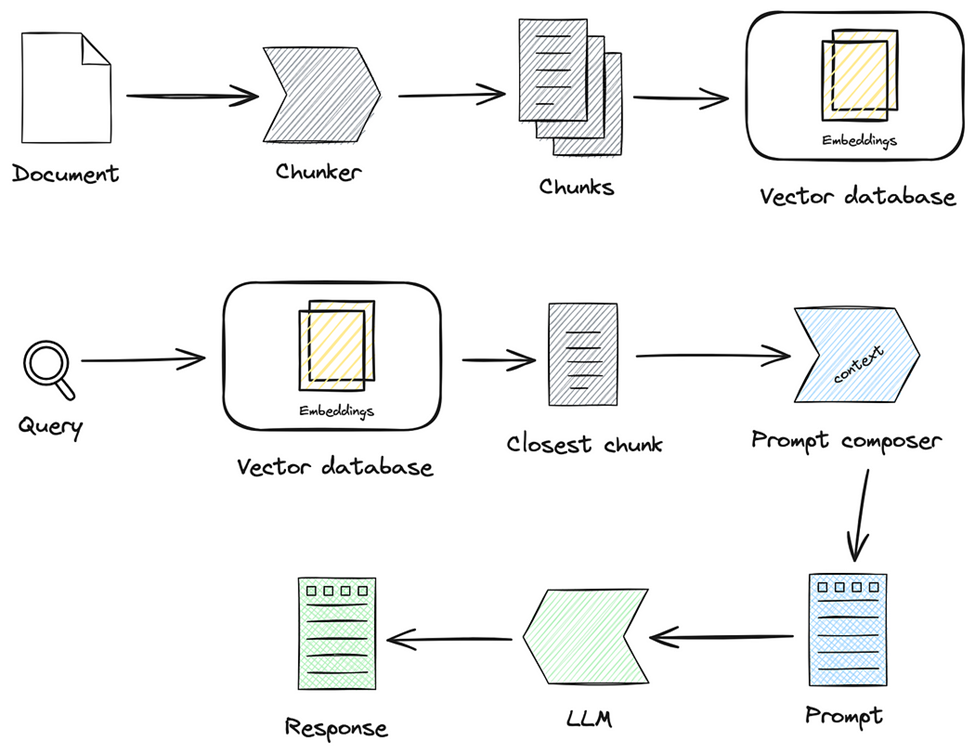 Embeddings
Document
Chunker
Chunks
Vector database
Embeddings
context
Query
Vector database
Closest chunk
Prompt composer
Response
LLM
Prompt